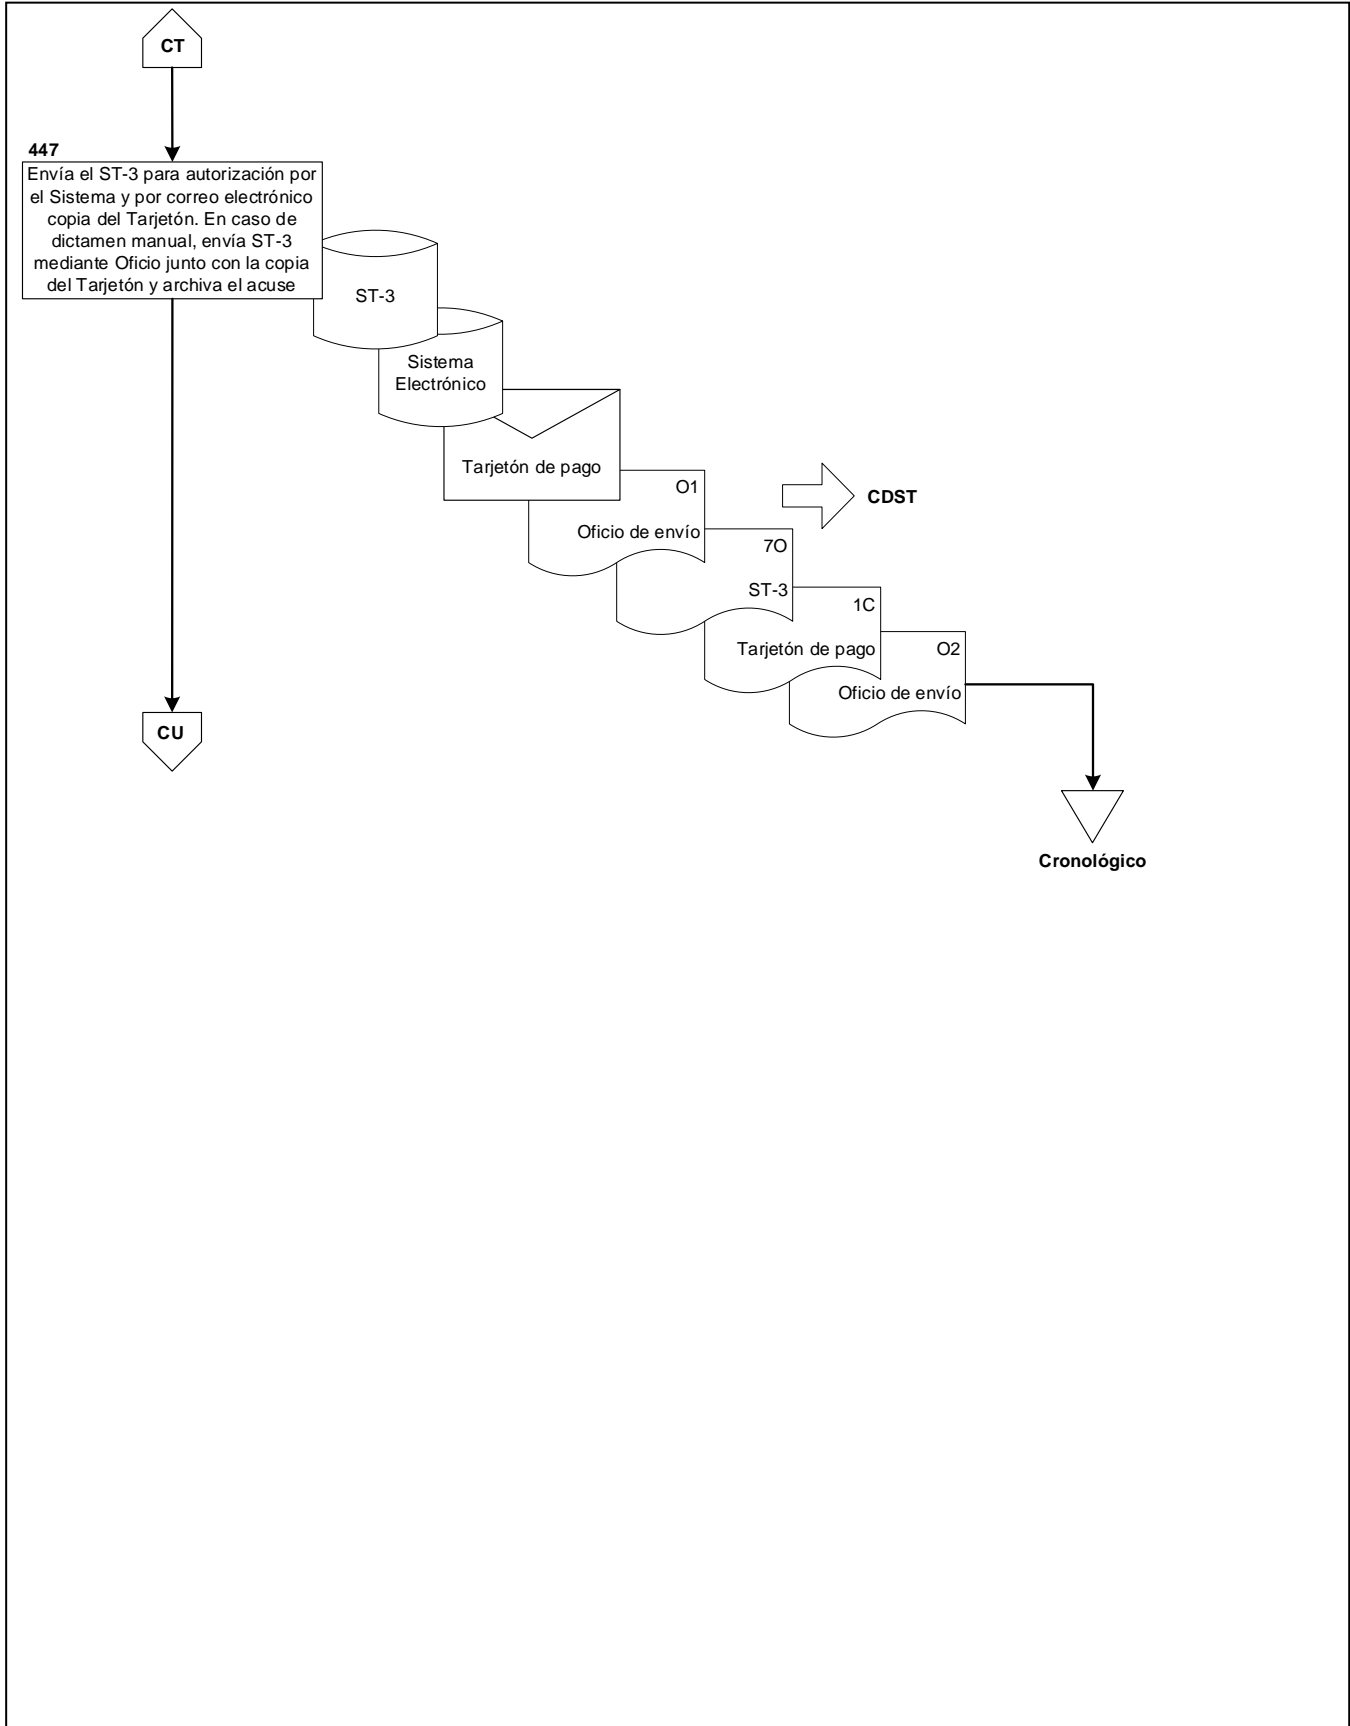 CT
447
Envía el ST-3 para autorización por
el Sistema y por correo electrónico
copia del Tarjetón. En caso de
dictamen manual, envía ST-3
mediante Oficio junto con la copia
del Tarjetón y archiva el acuse
ST-3
Sistema
Electrónico
Tarjetón de pago
O1
Oficio de envío
CDST
7O
ST-3
1C
Tarjetón de pago
O2
Oficio de envío
CU
Cronológico